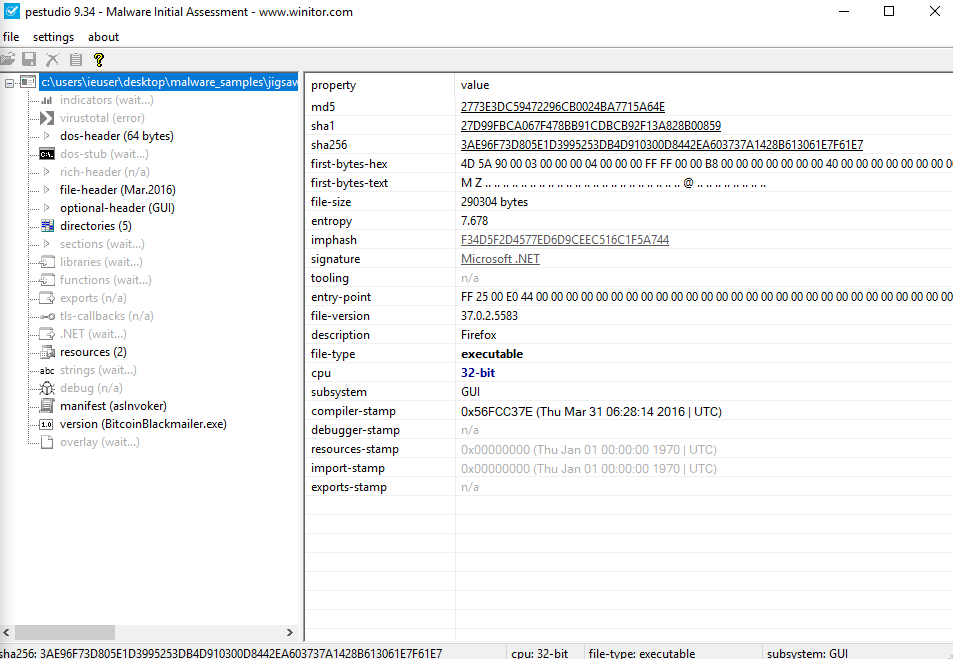 pestudio 9.34 - Malware Initial Assessment - www.winitor.com
file settings about
c:\users\ieuser\desktop\malware_samples\jigsaw
indicators (wait...)
virustotal (error)
dos-header (64 bytes)
dos-stub (wait...)
rich-header (n/a)
file-header (Mar.2016)
optional-header (GUI)
directories (5)
sections (wait...)
libraries (wait...)
functions (wait...)
exports (n/a)
tls-callbacks (n/a)
.NET (wait...)
resources (2)
abc strings (wait...)
debug (n/a)
manifest (asInvoker)
1.0 version (BitcoinBlackmailer.exe)
overlay (wait...)
property value
md5 2773E3DC59472296CB0024BA7715A64E
sha1 27D99FBCA067F478BB91CDBCB92F13A828B00859
sha256 3AE96F73D805E1D3995253DB4D910300D8442EA603737A1428B613061E7F61E7
first-bytes-hex 4D 5A 90 00 03 00 00 00 04 00 00 00 FF FF 00 00 B8 00 00 00 00 00 00 00 40 00 00 00 00 00 00 00 0
first-bytes-text M Z .. .. .. .. .. .. .. .. .. .. .. .. .. .. .. .. .. .. .. .. .. .. @ .. .. .. .. .. .. .. ..
file-size 290304 bytes
entropy 7.678
imphash F34D5F2D4577ED6D9CEEC516C1F5A744
signature Microsoft .NET
tooling n/a
entry-point FF 25 00 E0 44 00 00 00 00 00 00 00 00 00 00 00 00 00 00 00 00 00 00 00 00 00 00 00 00 00 00 00 00
file-version 37.0.2.5583
description Firefox
file-type executable
cpu 32-bit
subsystem GUI
compiler-stamp 0x56FCC37E (Thu Mar 31 06:28:14 2016 | UTC)
debugger-stamp n/a
resources-stamp 0x00000000 (Thu Jan 01 00:00:00 1970 | UTC)
import-stamp 0x00000000 (Thu Jan 01 00:00:00 1970 | UTC)
exports-stamp n/a
sha256: 3AE96F73D805E1D3995253DB4D910300D8442EA603737A1428B613061E7F61E7 cpu: 32-bit file-type: executable subsystem: GUI